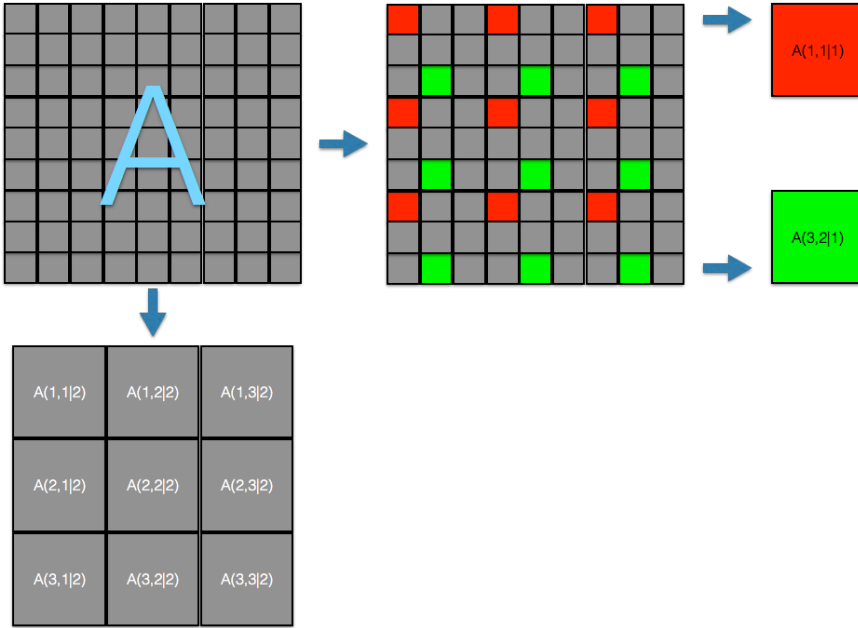 A
A(1,1|1)
A(3,2|1)
A(1,1|2) A(1,2|2) A(1,3|2)
A(2,1|2) A(2,2|2) A(2,3|2)
A(3,1|2) A(3,2|2) A(3,3|2)